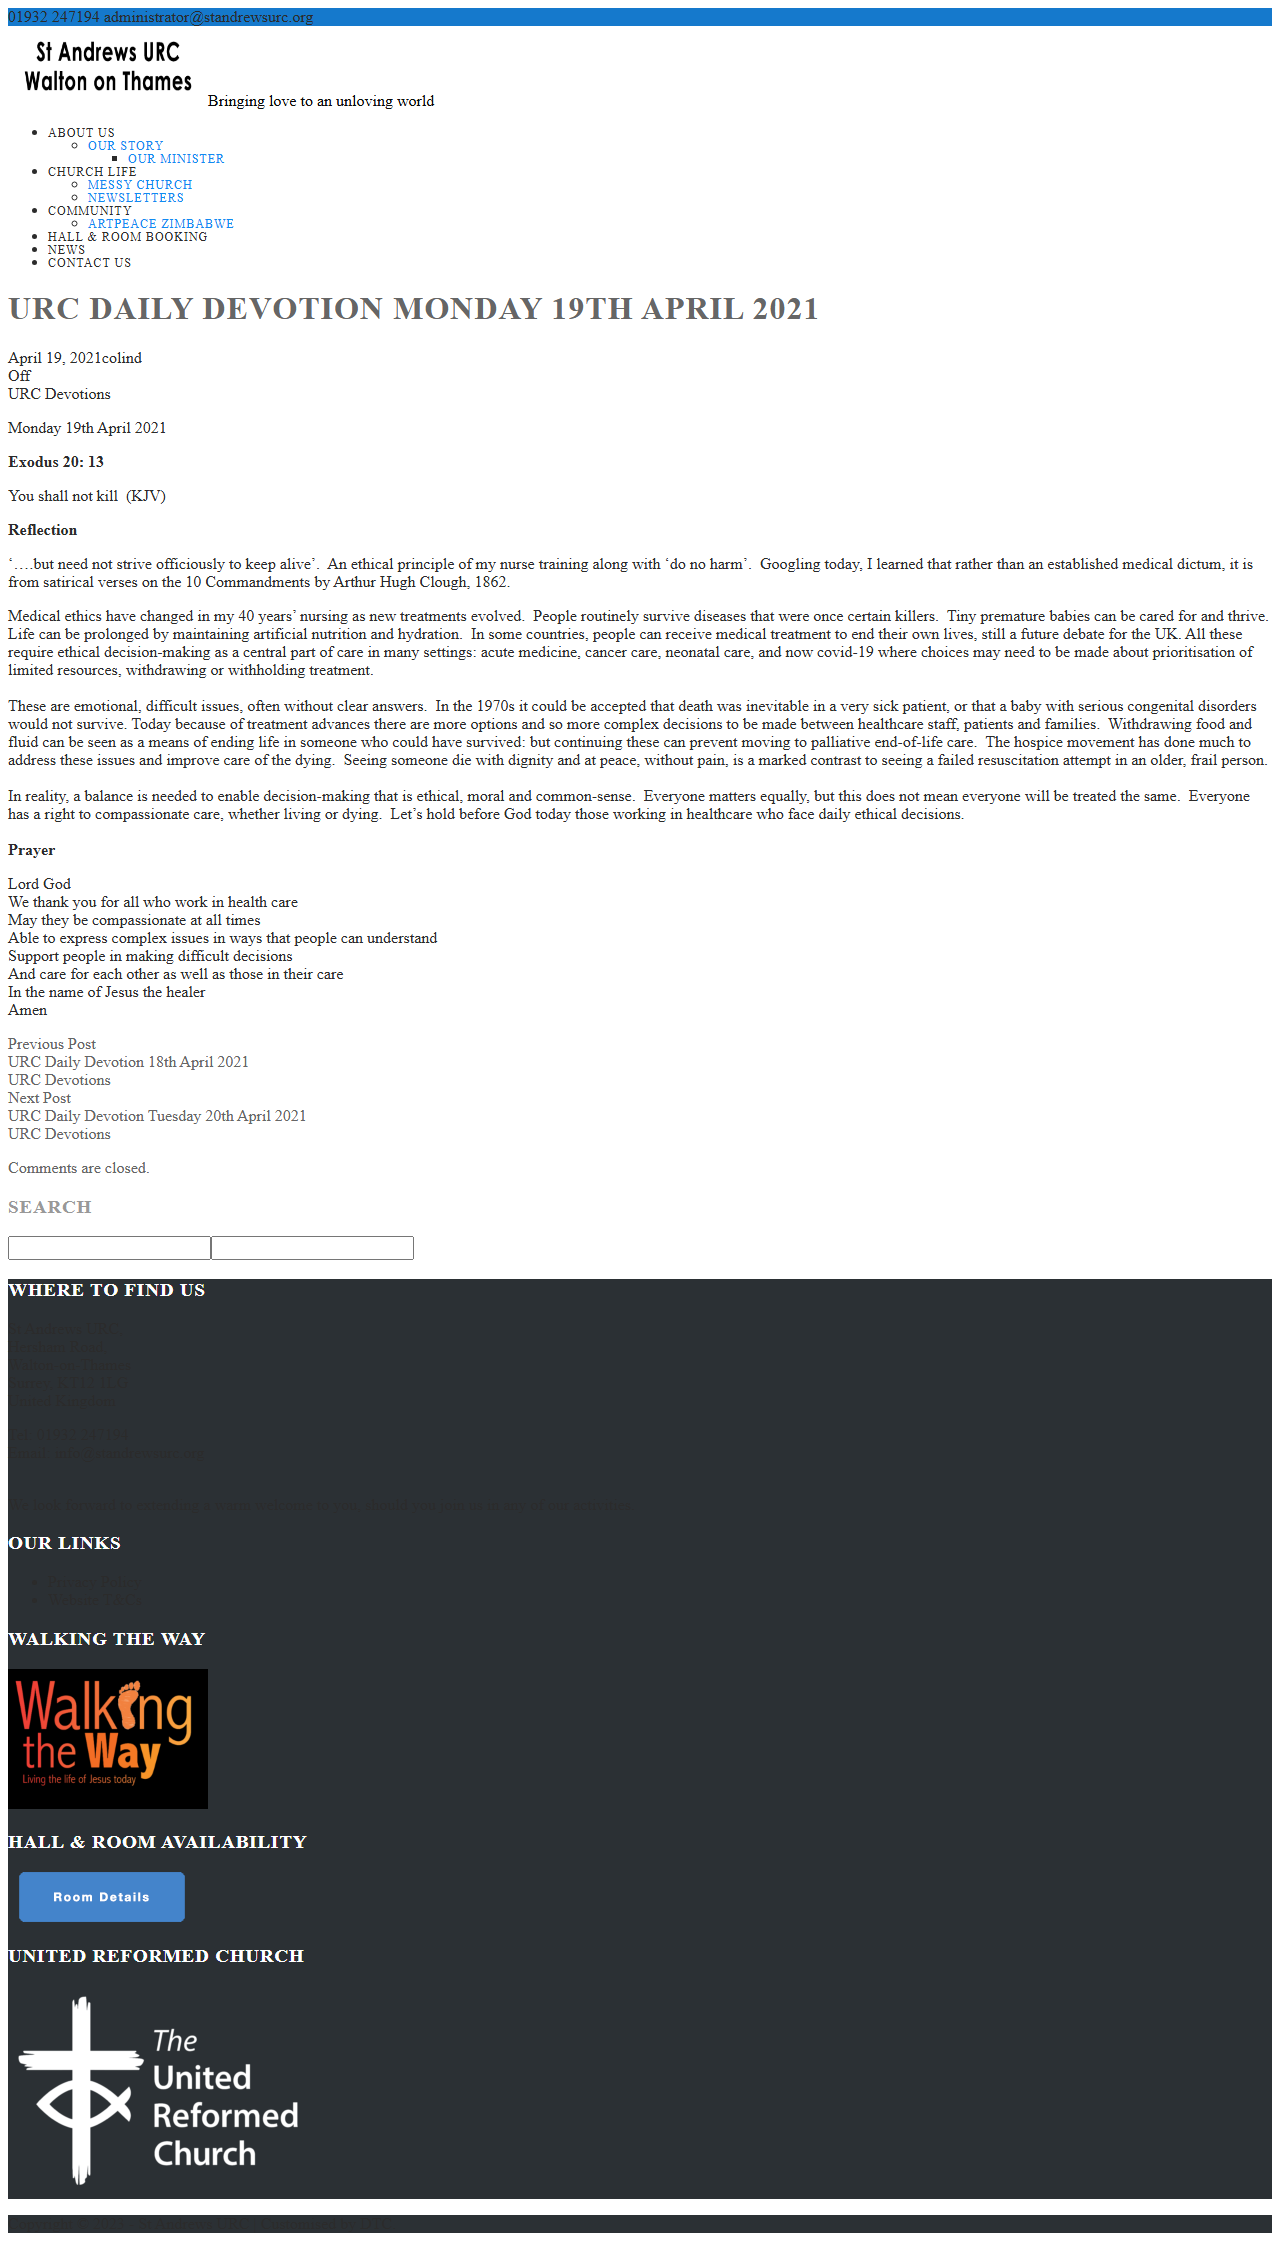 01932 247194 administrator@standrewsurc.org
St Andrews URC
Walton on Thames
Bringing love to an unloving world
ABOUT US
OUR STORY
OUR MINISTER
CHURCH LIFE
MESSY CHURCH
NEWSLETTERS
COMMUNITY
ARTPEACE ZIMBABWE
HALL & ROOM BOOKING
NEWS
CONTACT US
URC DAILY DEVOTION MONDAY 19TH APRIL 2021
April 19, 2021colind
Off
URC Devotions
Monday 19th April 2021
Exodus 20: 13
You shall not kill  (KJV)
Reflection
‘….but need not strive officiously to keep alive’.  An ethical principle of my nurse training along with ‘do no harm’.  Googling today, I learned that rather than an established medical dictum, it is
from satirical verses on the 10 Commandments by Arthur Hugh Clough, 1862.
Medical ethics have changed in my 40 years’ nursing as new treatments evolved.  People routinely survive diseases that were once certain killers.  Tiny premature babies can be cared for and thrive.
Life can be prolonged by maintaining artificial nutrition and hydration.  In some countries, people can receive medical treatment to end their own lives, still a future debate for the UK. All these
require ethical decision-making as a central part of care in many settings: acute medicine, cancer care, neonatal care, and now covid-19 where choices may need to be made about prioritisation of
limited resources, withdrawing or withholding treatment.
These are emotional, difficult issues, often without clear answers.  In the 1970s it could be accepted that death was inevitable in a very sick patient, or that a baby with serious congenital disorders
would not survive. Today because of treatment advances there are more options and so more complex decisions to be made between healthcare staff, patients and families.  Withdrawing food and
fluid can be seen as a means of ending life in someone who could have survived: but continuing these can prevent moving to palliative end-of-life care.  The hospice movement has done much to
address these issues and improve care of the dying.  Seeing someone die with dignity and at peace, without pain, is a marked contrast to seeing a failed resuscitation attempt in an older, frail person.
In reality, a balance is needed to enable decision-making that is ethical, moral and common-sense.  Everyone matters equally, but this does not mean everyone will be treated the same.  Everyone
has a right to compassionate care, whether living or dying.  Let’s hold before God today those working in healthcare who face daily ethical decisions.
Prayer
Lord God
We thank you for all who work in health care
May they be compassionate at all times
Able to express complex issues in ways that people can understand
Support people in making difficult decisions
And care for each other as well as those in their care
In the name of Jesus the healer
Amen
Previous Post
URC Daily Devotion 18th April 2021
URC Devotions
Next Post
URC Daily Devotion Tuesday 20th April 2021
URC Devotions
Comments are closed.
SEARCH
WHERE TO FIND US
OUR LINKS
WALKING THE WAY
Walking
the Way
Living the life of Jesus today
HALL & ROOM AVAILABILITY
Room Details
UNITED REFORMED CHURCH
The
United
Reformed
Church